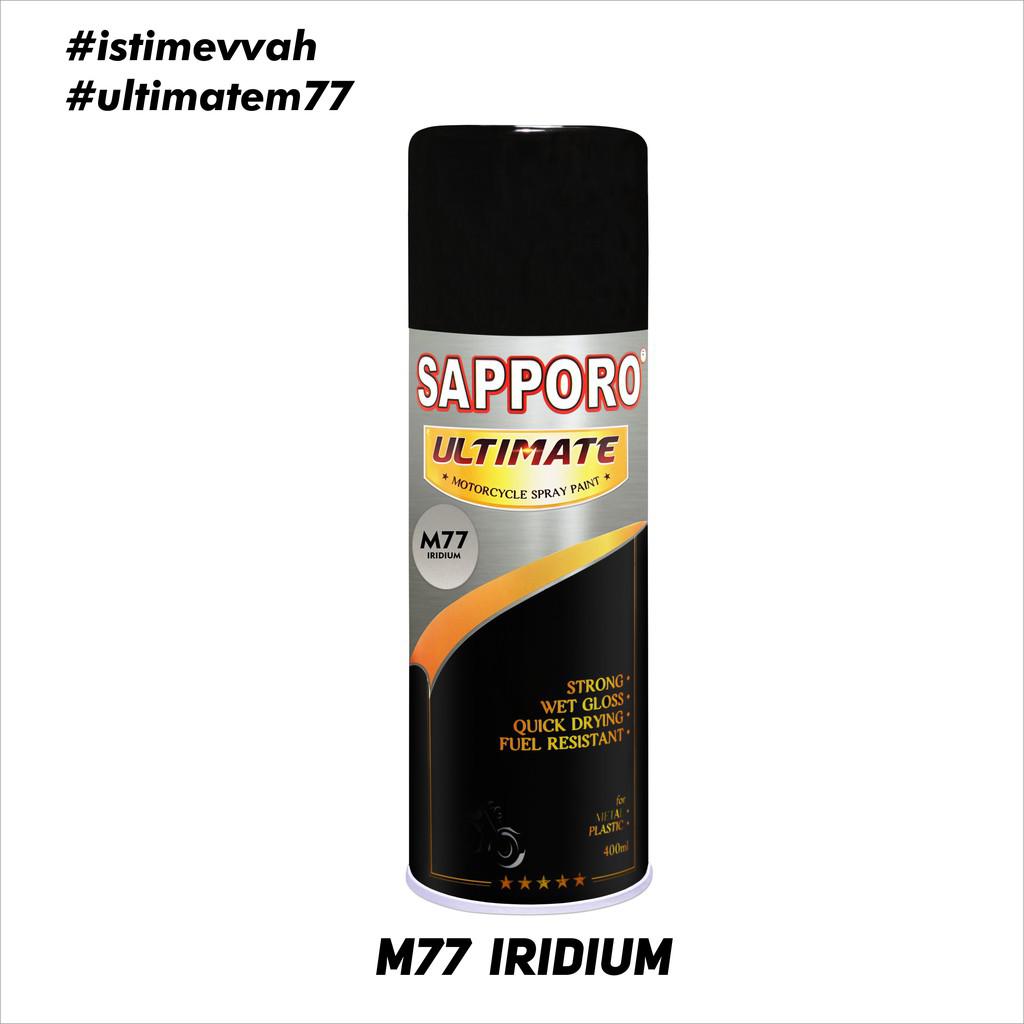 #istimevvah
#ultimatem77
SAPPORO®
ULTIMATE
★ MOTORCYCLE SPRAY PAINT ★
M77
IRIDIUM
STRONG •
WET GLOSS •
QUICK DRYING •
FUEL RESISTANT •
for
METAL •
PLASTIC •
400ml
★★★★★
M77 IRIDIUM